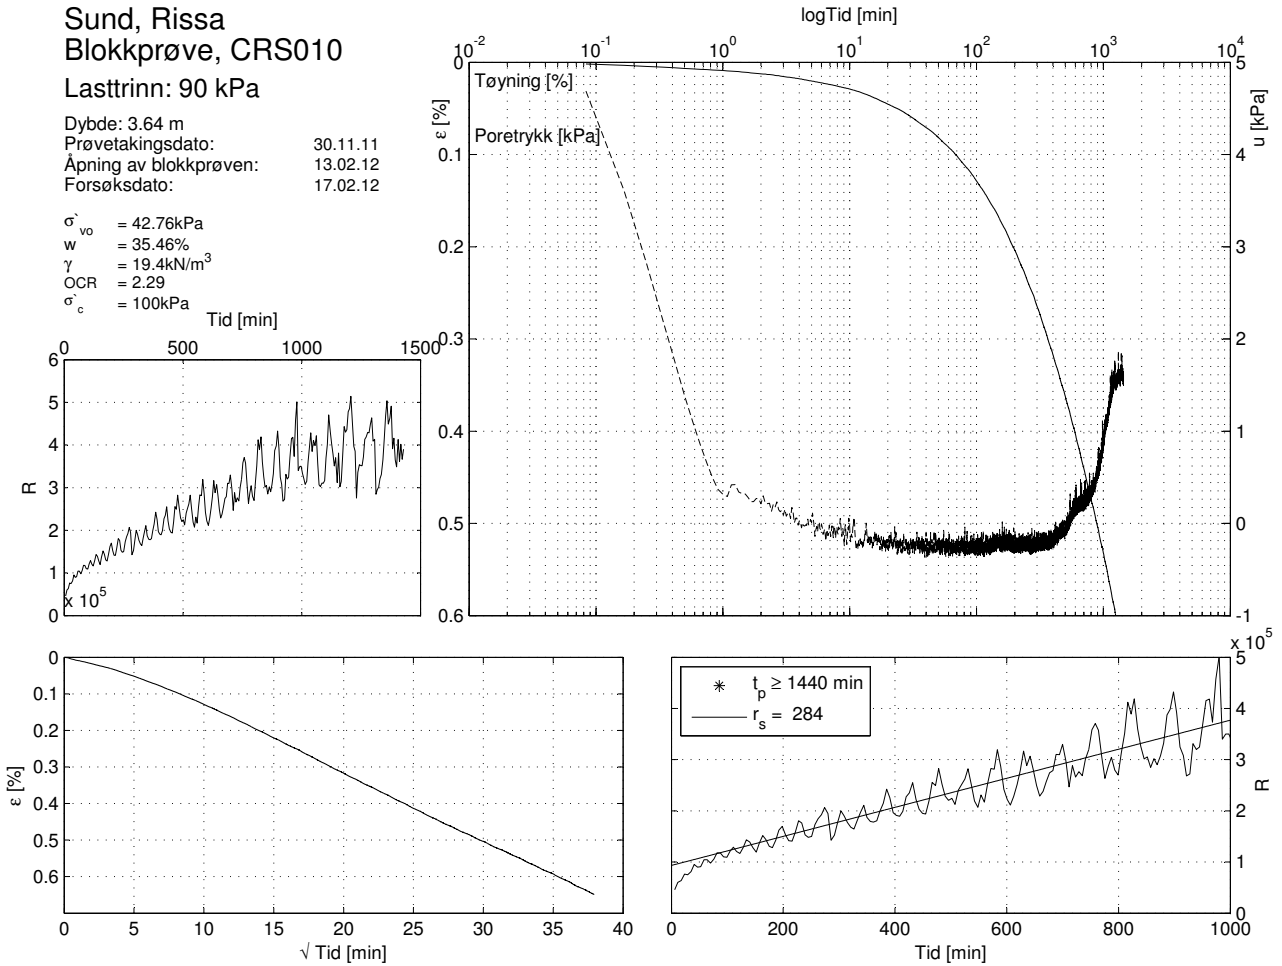 Sund, Rissa
Blokkprøve, CRS010
Lasttrinn: 90 kPa
Dybde: 3.64 m
Prøvetakingsdato: 30.11.11
Åpning av blokkprøven: 13.02.12
Forsøksdato: 17.02.12
σ`vo = 42.76kPa
w = 35.46%
γ = 19.4kN/m³
OCR = 2.29
σ`c = 100kPa
Tid [min]
0 500 1000 1500
6
5
4
3
2
1
0
R
x 10⁵
logTid [min]
10⁻² 10⁻¹ 10⁰ 10¹ 10² 10³ 10⁴
Tøyning [%]
Poretrykk [kPa]
0
0.1
0.2
0.3
0.4
0.5
0.6
ε [%]
5
4
3
2
1
0
-1
u [kPa]
0
0.1
0.2
0.3
0.4
0.5
0.6
ε [%]
0 5 10 15 20 25 30 35 40
√ Tid [min]
x 10⁵
tp ≥ 1440 min
rs = 284
5
4
3
2
1
0
R
0 200 400 600 800 1000
Tid [min]